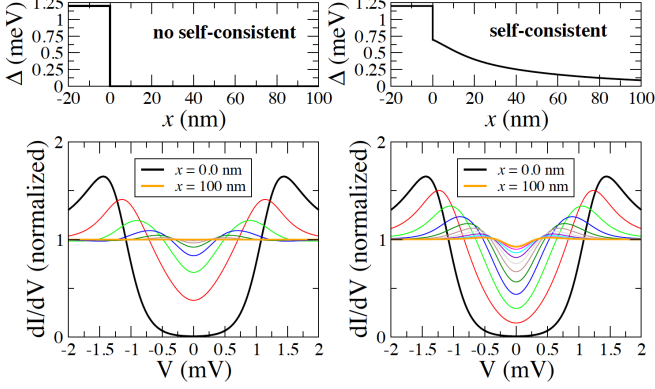 1.25
1
0.75
0.5
0.25
0
Δ (meV)
no self-consistent
-20 0 20 40 60 80 100
x (nm)
1.25
1
0.75
0.5
0.25
0
Δ (meV)
self-consistent
-20 0 20 40 60 80 100
x (nm)
2
1
0
dI/dV (normalized)
x = 0.0 nm
x = 100 nm
-2 -1.5 -1 -0.5 0 0.5 1 1.5 2
V (mV)
2
1
0
dI/dV (normalized)
x = 0.0 nm
x = 100 nm
-2 -1.5 -1 -0.5 0 0.5 1 1.5 2
V (mV)